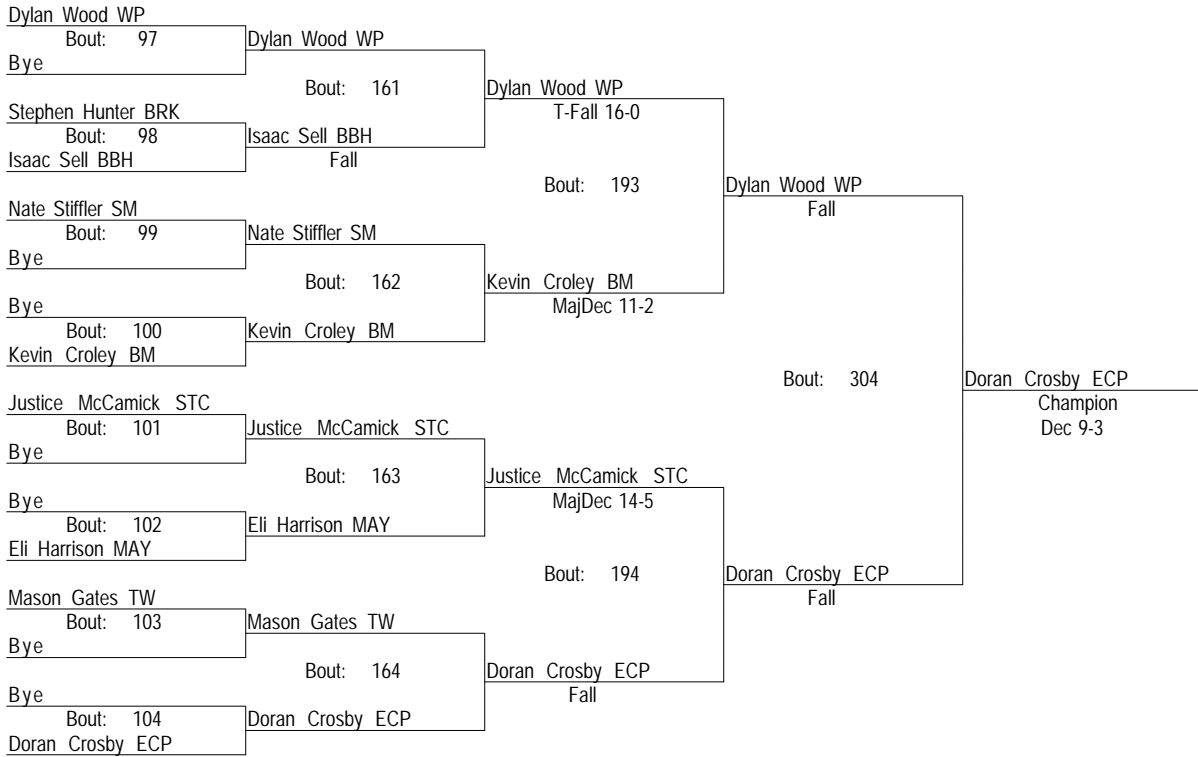 Dylan Wood WP
Bout: 97
Bye
Dylan Wood WP
Bout: 161
Stephen Hunter BRK
Bout: 98
Isaac Sell BBH
Isaac Sell BBH
Fall
Dylan Wood WP
T-Fall 16-0
Bout: 193
Nate Stiffler SM
Bout: 99
Bye
Nate Stiffler SM
Bout: 162
Bye
Bout: 100
Kevin Croley BM
Kevin Croley BM
Kevin Croley BM
MajDec 11-2
Dylan Wood WP
Fall
Bout: 304
Justice McCamick STC
Bout: 101
Bye
Justice McCamick STC
Bout: 163
Bye
Bout: 102
Eli Harrison MAY
Eli Harrison MAY
Justice McCamick STC
MajDec 14-5
Bout: 194
Mason Gates TW
Bout: 103
Bye
Mason Gates TW
Bout: 164
Bye
Bout: 104
Doran Crosby ECP
Doran Crosby ECP
Doran Crosby ECP
Fall
Doran Crosby ECP
Fall
Doran Crosby ECP
Champion
Dec 9-3